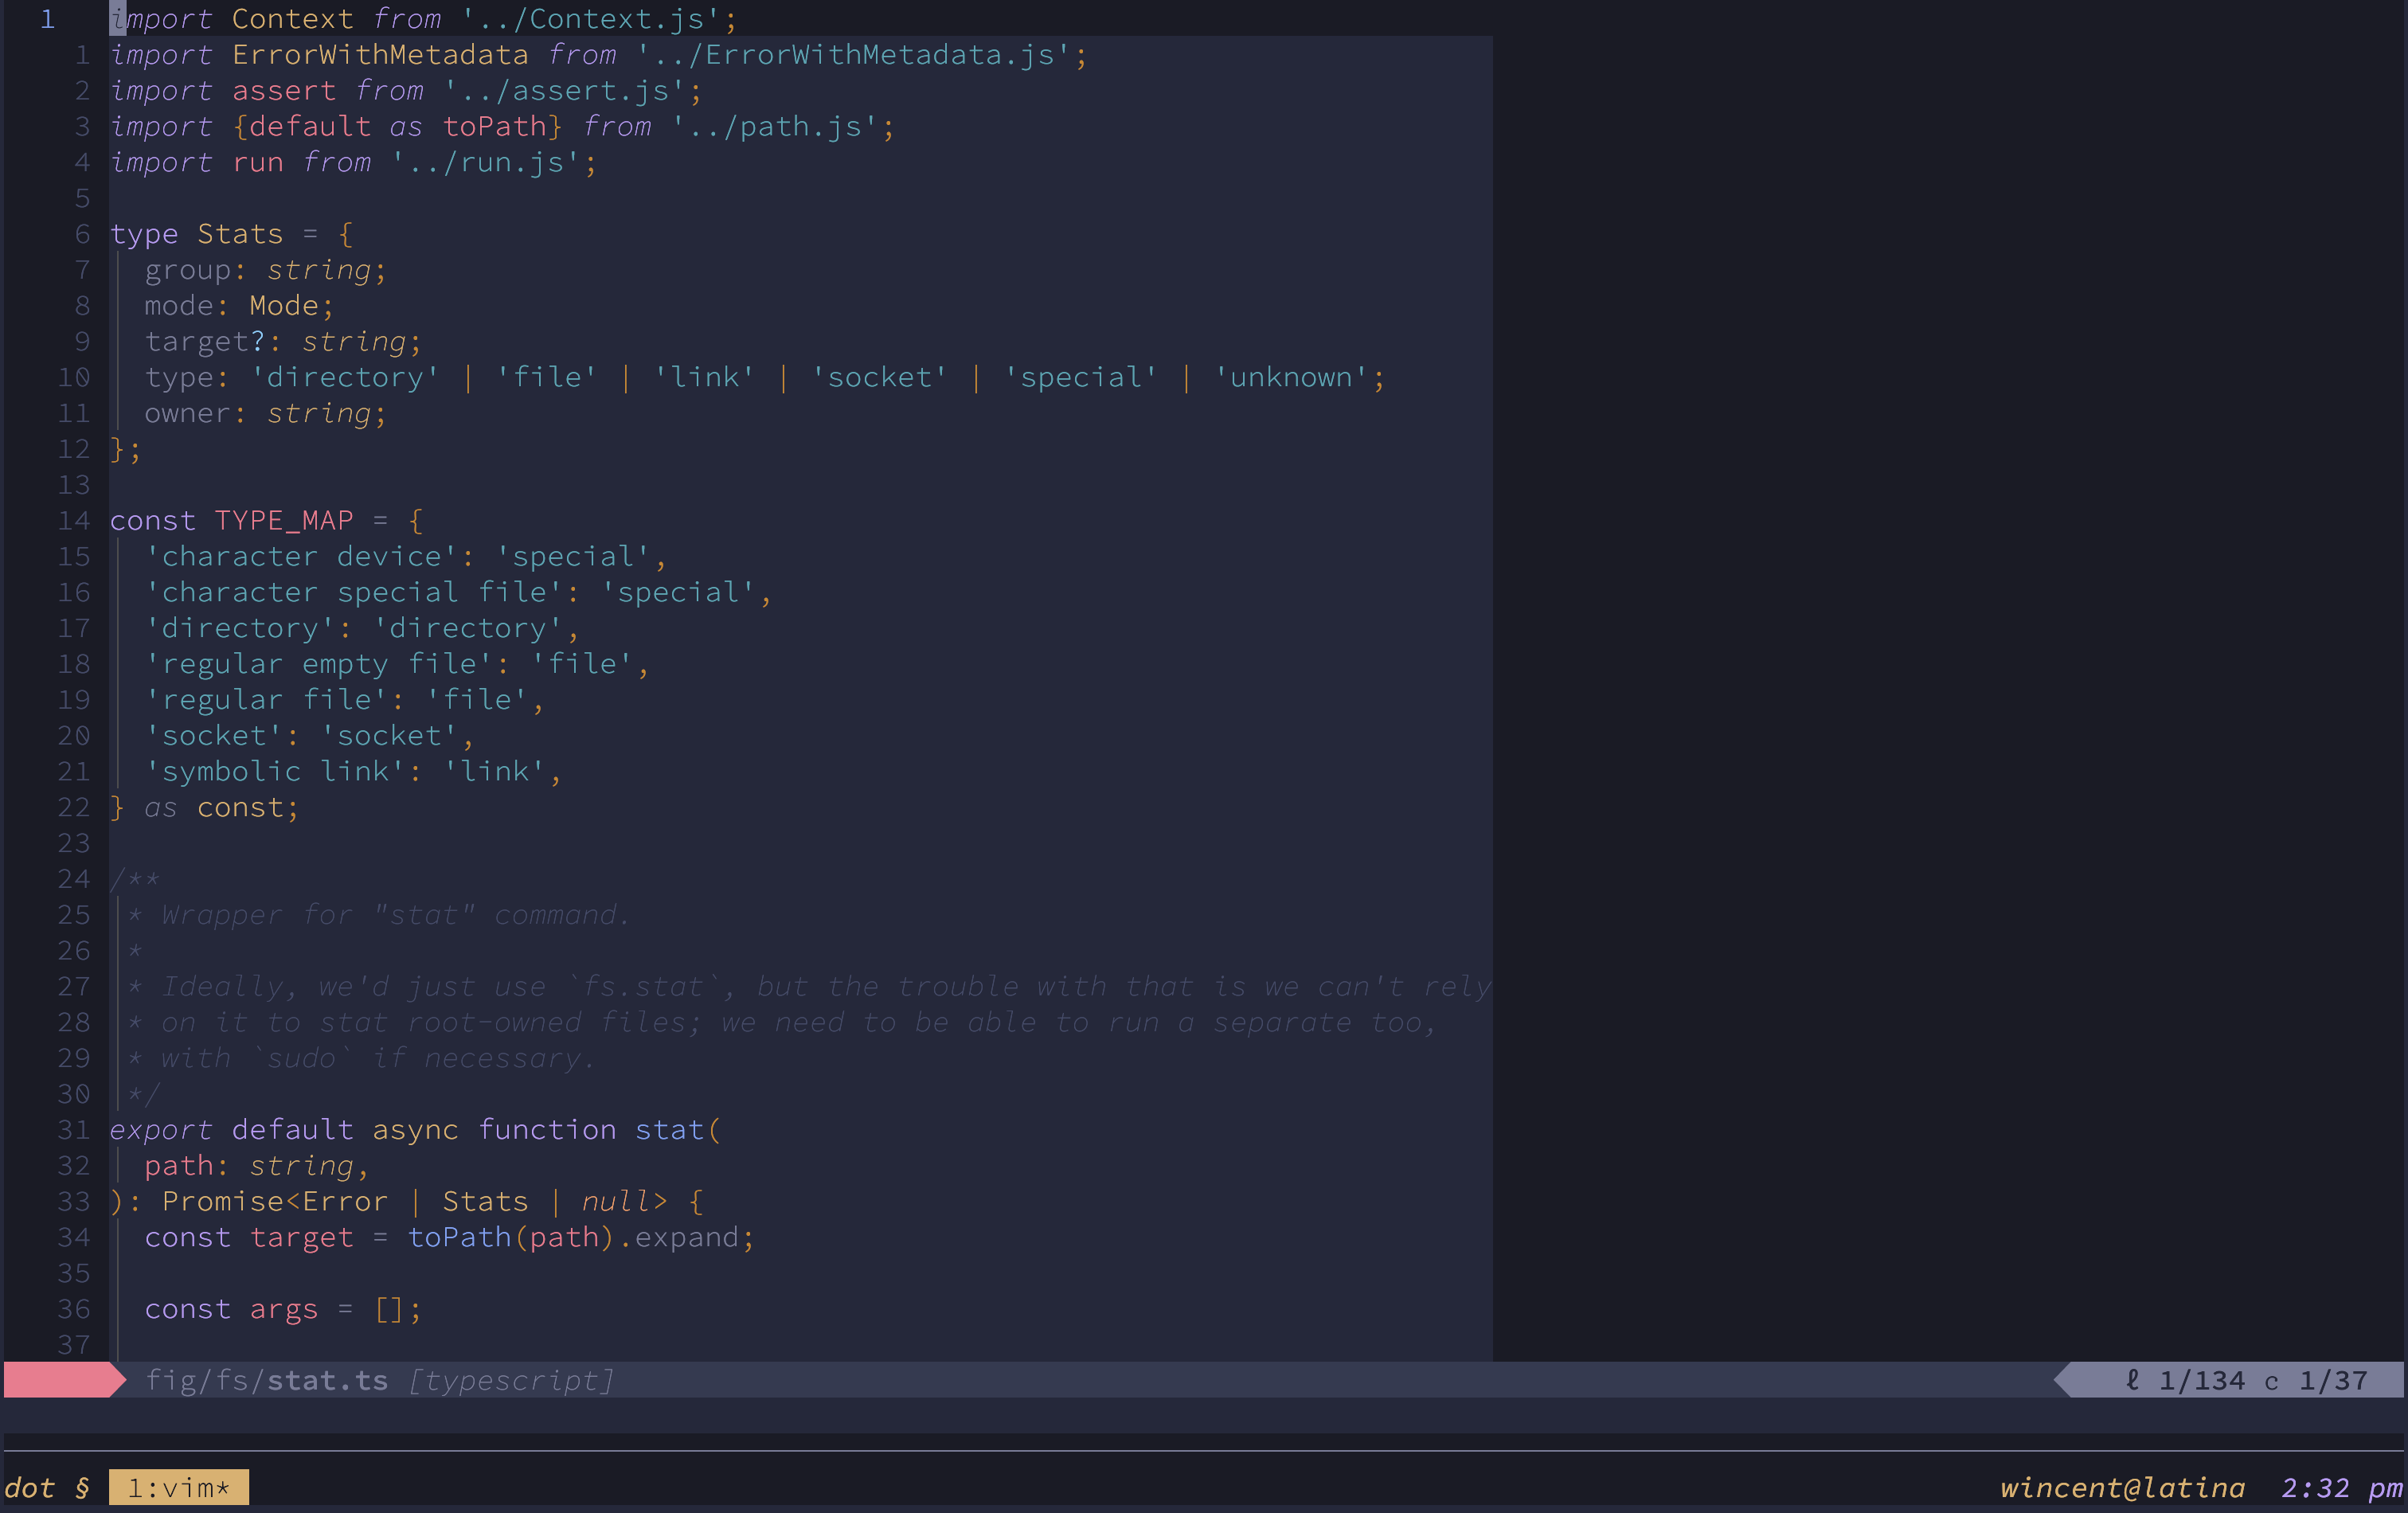 1 import Context from '../Context.js';
1 import ErrorWithMetadata from '../ErrorWithMetadata.js';
2 import assert from '../assert.js';
3 import {default as toPath} from '../path.js';
4 import run from '../run.js';
5
6 type Stats = {
7 group: string;
8 mode: Mode;
9 target?: string;
10 type: 'directory' | 'file' | 'link' | 'socket' | 'special' | 'unknown';
11 owner: string;
12 };
13
14 const TYPE_MAP = {
15 'character device': 'special',
16 'character special file': 'special',
17 'directory': 'directory',
18 'regular empty file': 'file',
19 'regular file': 'file',
20 'socket': 'socket',
21 'symbolic link': 'link',
22 } as const;
23
24 /**
25 * Wrapper for "stat" command.
26 *
27 * Ideally, we'd just use `fs.stat`, but the trouble with that is we can't rely
28 * on it to stat root-owned files; we need to be able to run a separate too,
29 * with `sudo` if necessary.
30 */
31 export default async function stat(
32 path: string,
33 ): Promise<Error | Stats | null> {
34 const target = toPath(path).expand;
35
36 const args = [];
37
fig/fs/stat.ts [typescript] ℓ 1/134 c 1/37
dot § 1:vim* wincent@latina 2:32 pm